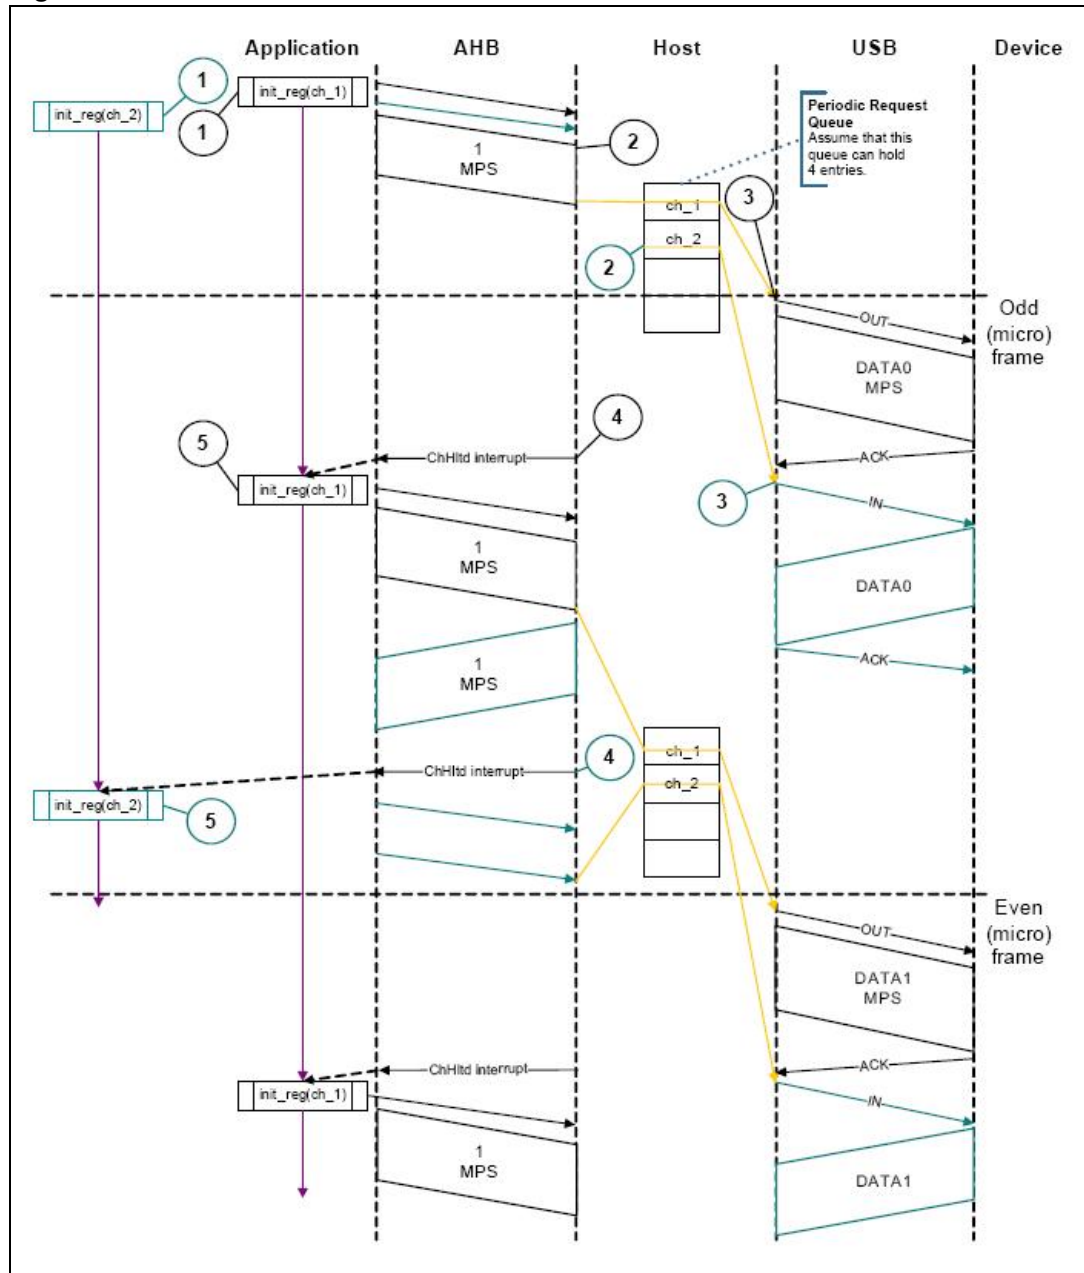 Application AHB Host USB Device
1
init_reg(ch_1)
init_reg(ch_2)
1
Periodic Request
Queue
Assume that this
queue can hold
4 entries.
1
MPS
2
3
ch_1
ch_2
2
Odd
(micro)
frame
OUT
DATA0
MPS
4
5
ChHltd interrupt
ACK
init_reg(ch_1)
3
IN
1
MPS
DATA0
1
MPS
ACK
ch_1
4
ChHltd interrupt
ch_2
init_reg(ch_2)
5
Even
(micro)
frame
OUT
DATA1
MPS
ChHltd interrupt
ACK
init_reg(ch_1)
IN
1
MPS
DATA1